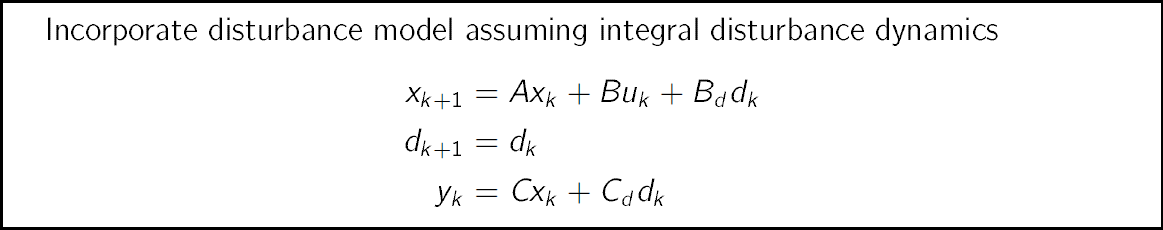 Incorporate disturbance model assuming integral disturbance dynamics
x_{k+1} = Ax_k + Bu_k + B_d d_k
d_{k+1} = d_k
y_k = Cx_k + C_d d_k